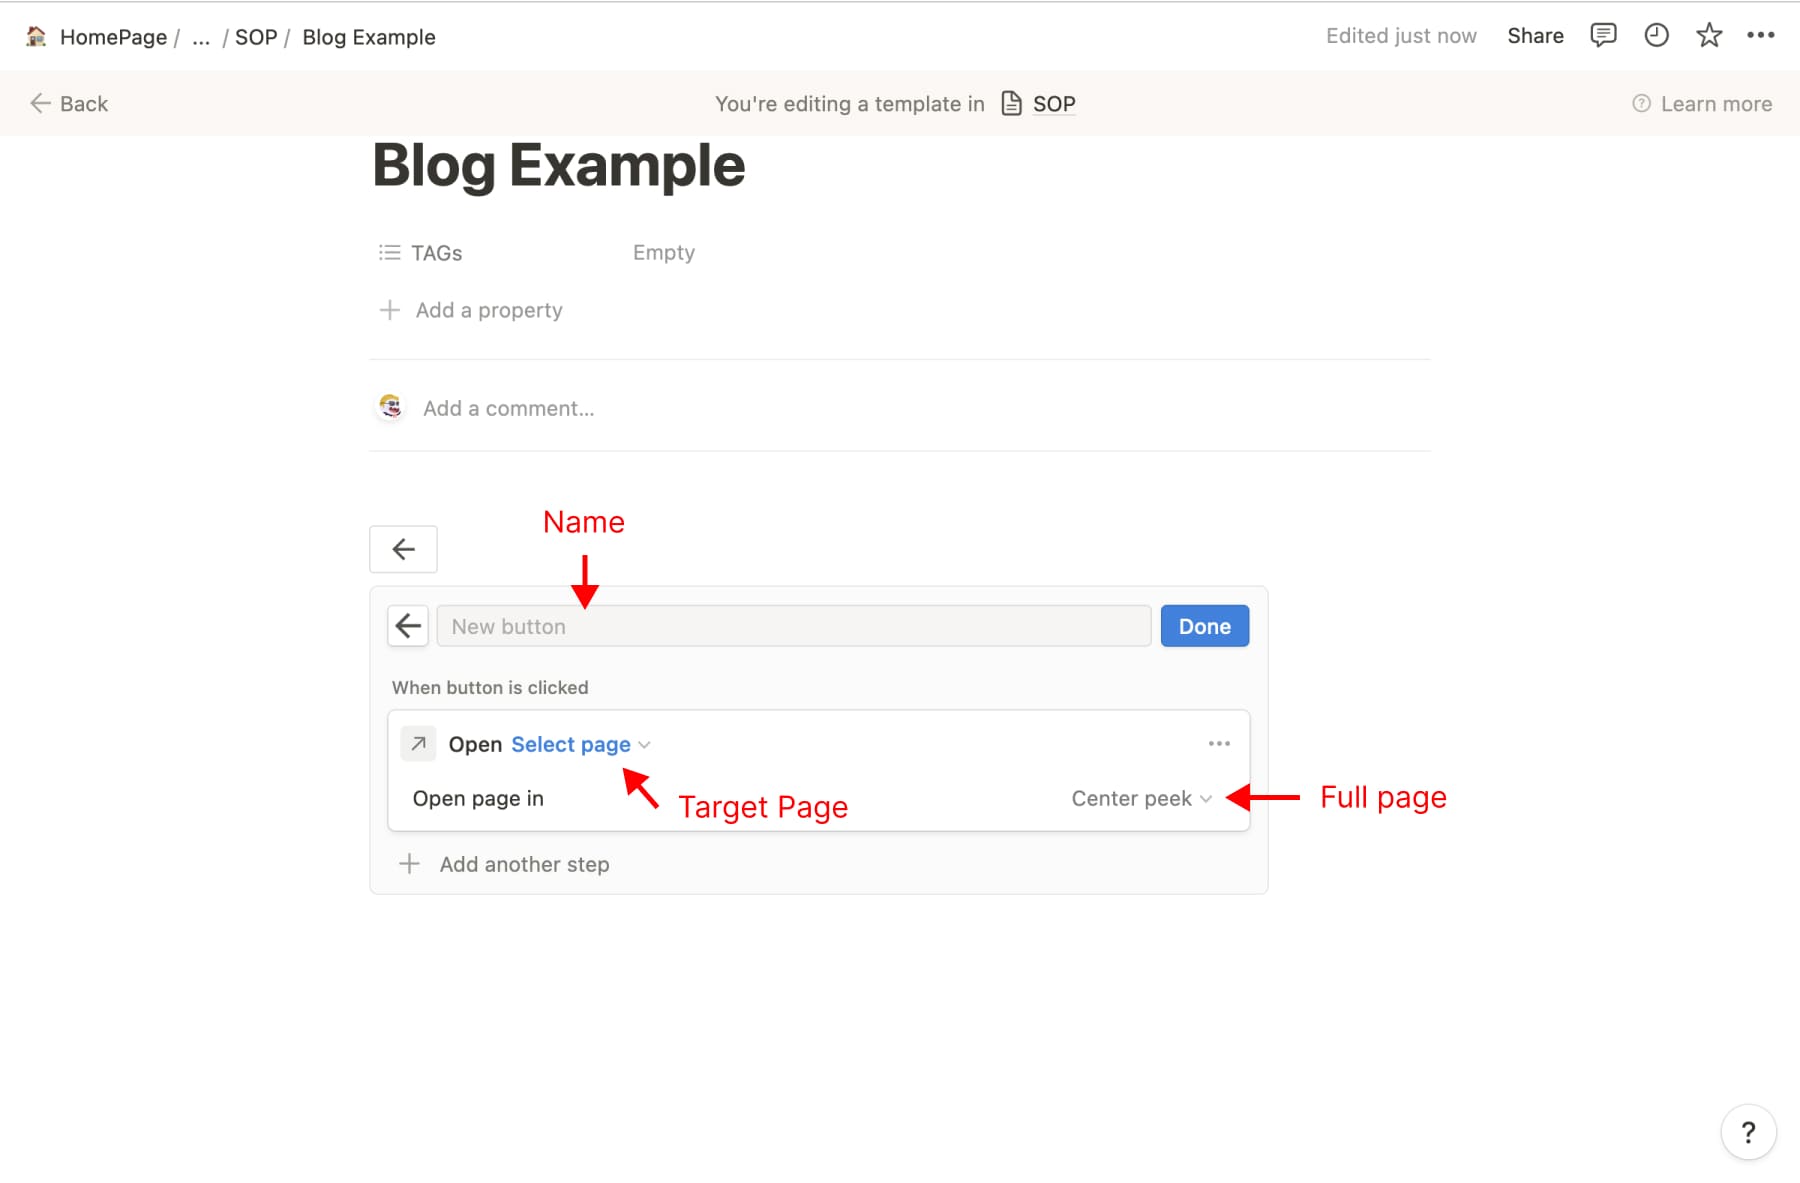 HomePage / ... / SOP / Blog Example
Edited just now Share
Back
You're editing a template in SOP
Learn more
Blog Example
TAGs Empty
Add a property
Add a comment...
Name
New button
Done
When button is clicked
Open Select page
Open page in
Target Page
Center peek
Full page
Add another step
?